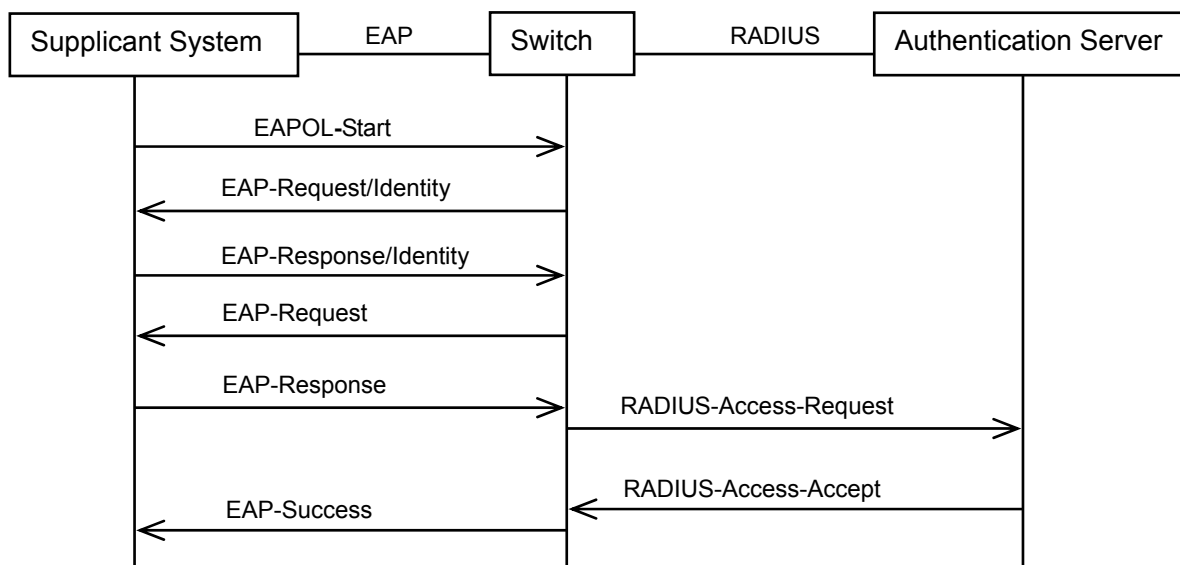 Supplicant System
EAP
Switch
RADIUS
Authentication Server
EAPOL-Start
EAP-Request/Identity
EAP-Response/Identity
EAP-Request
EAP-Response
RADIUS-Access-Request
RADIUS-Access-Accept
EAP-Success